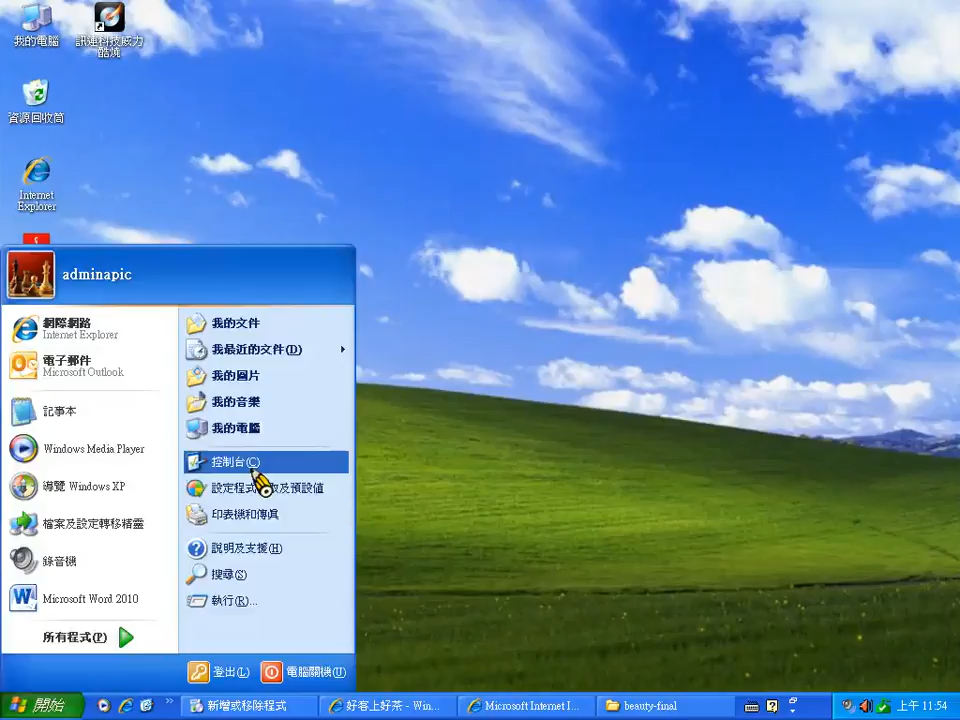 我的電腦
訊連科技威力
酷燒
資源回收筒
Internet
Explorer
adminapic
網際網路
Internet Explorer
電子郵件
Microsoft Outlook
記事本
Windows Media Player
導覽 Windows XP
檔案及設定轉移精靈
錄音機
Microsoft Word 2010
所有程式(P)
我的文件
我最近的文件(D)
我的圖片
我的音樂
我的電腦
控制台(C)
設定程式存取及預設值
印表機和傳真
說明及支援(H)
搜尋(S)
執行(R)...
登出(L)
電腦關機(U)
開始
新增或移除程式
好客上好茶 - Win...
Microsoft Internet I...
beauty-final
上午 11:54